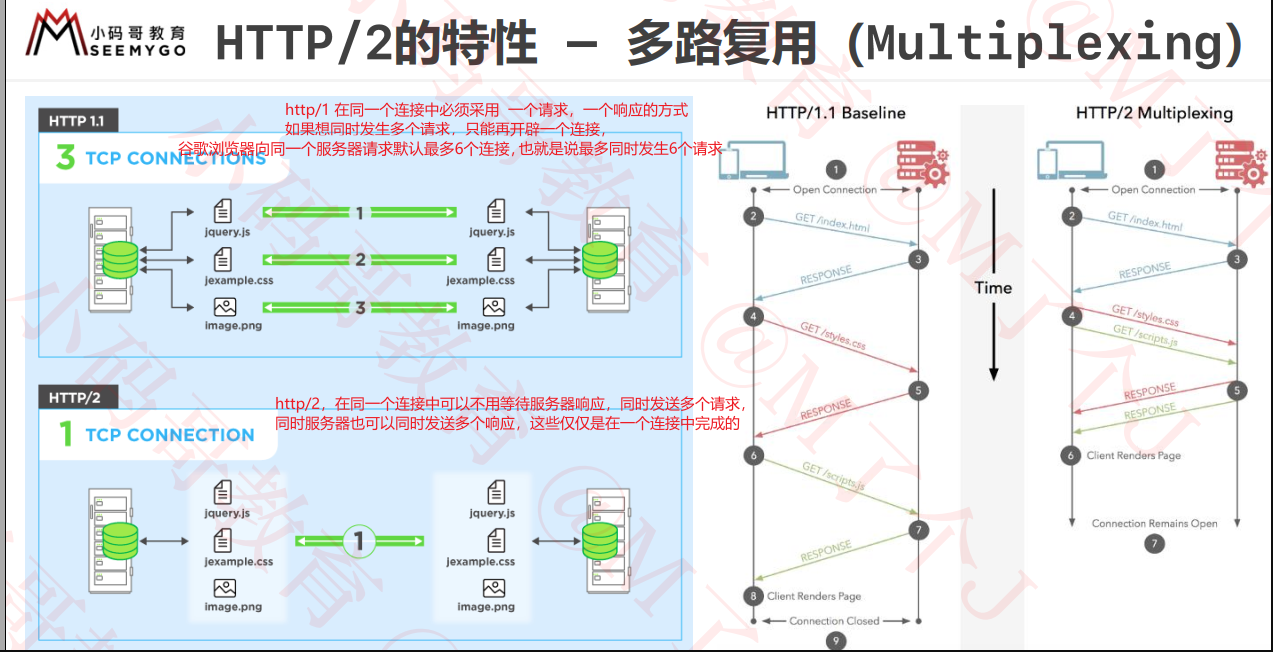 小码哥教育
SEEMYGO
HTTP/2的特性 — 多路复用（Multiplexing）
HTTP 1.1
http/1 在同一个连接中必须采用 一个请求，一个响应的方式
如果想同时发生多个请求，只能再开辟一个连接，
谷歌浏览器向同一个服务器请求默认最多6个连接, 也就是说最多同时发生6个请求
3 TCP CONNECTIONS
1
jquery.js
jquery.js
2
jexample.css
jexample.css
3
image.png
image.png
HTTP/2
http/2，在同一个连接中可以不用等待服务器响应，同时发送多个请求，
同时服务器也可以同时发送多个响应，这些仅仅是在一个连接中完成的
1 TCP CONNECTION
jquery.js
jquery.js
1
jexample.css
jexample.css
image.png
image.png
HTTP/1.1 Baseline
1
Open Connection
2
GET /index.html
3
RESPONSE
4
GET /styles.css
5
RESPONSE
6
GET /scripts.js
7
RESPONSE
8 Client Renders Page
Connection Closed
9
Time
HTTP/2 Multiplexing
1
Open Connection
2
GET /index.html
3
RESPONSE
4
GET /styles.css
GET /scripts.js
5
RESPONSE
RESPONSE
6 Client Renders Page
Connection Remains Open
7
小码哥教育 @M了个J